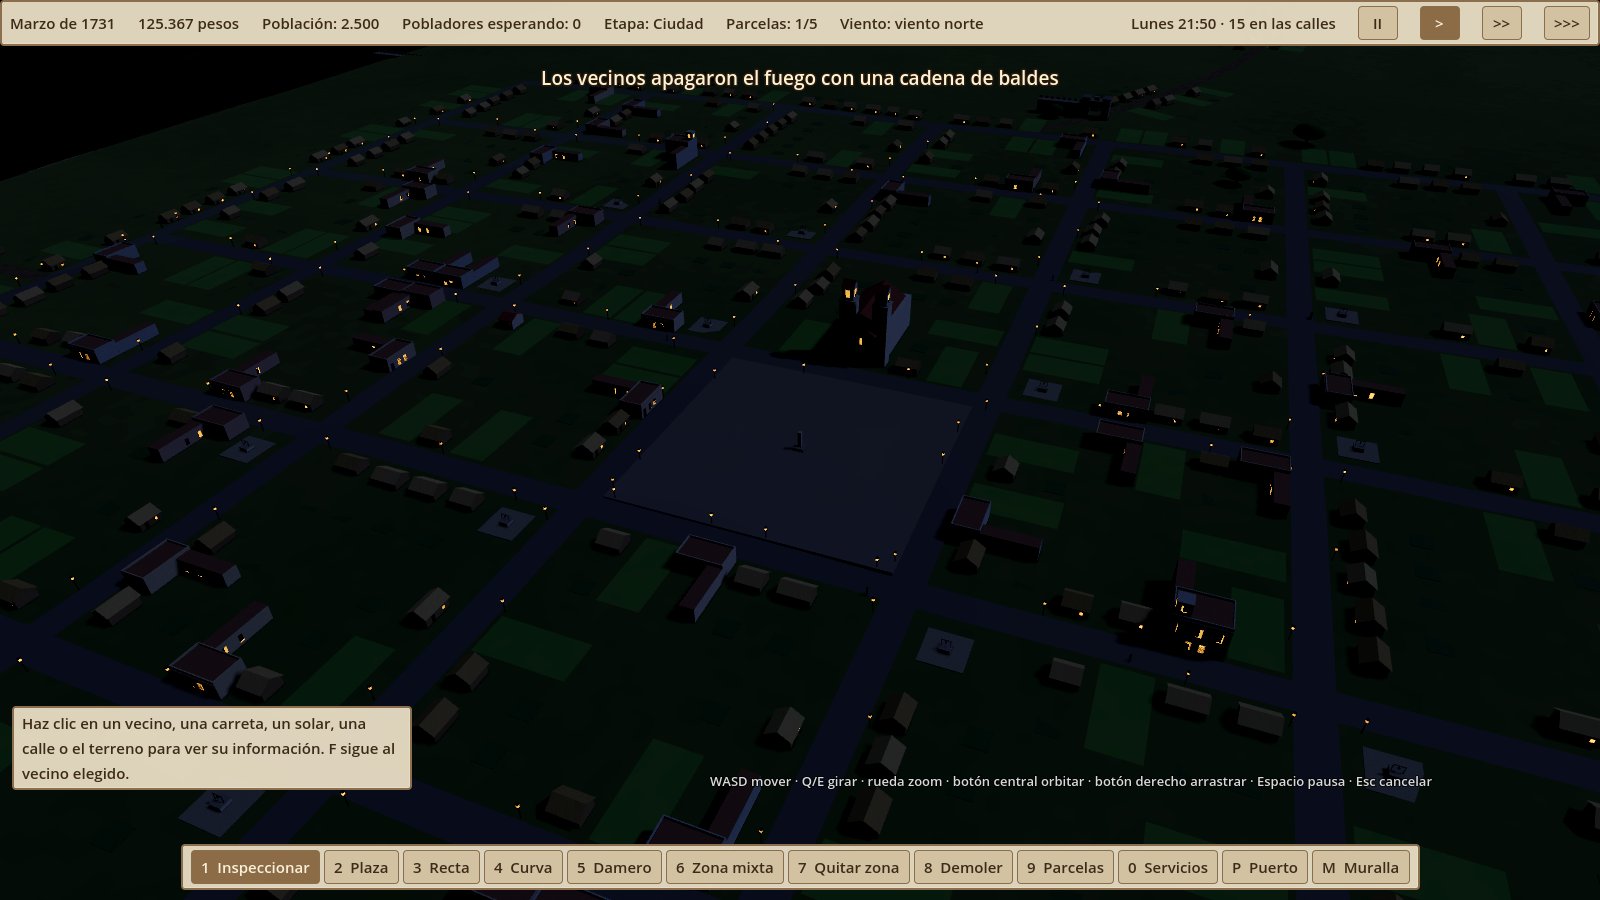 Marzo de 1731 125.367 pesos Población: 2.500 Pobladores esperando: 0 Etapa: Ciudad Parcelas: 1/5 Viento: viento norte Lunes 21:50 · 15 en las calles II > >> >>>
Los vecinos apagaron el fuego con una cadena de baldes
Haz clic en un vecino, una carreta, un solar, una
calle o el terreno para ver su información. F sigue al
vecino elegido.
WASD mover · Q/E girar · rueda zoom · botón central orbitar · botón derecho arrastrar · Espacio pausa · Esc cancelar
1 Inspeccionar 2 Plaza 3 Recta 4 Curva 5 Damero 6 Zona mixta 7 Quitar zona 8 Demoler 9 Parcelas 0 Servicios P Puerto M Muralla